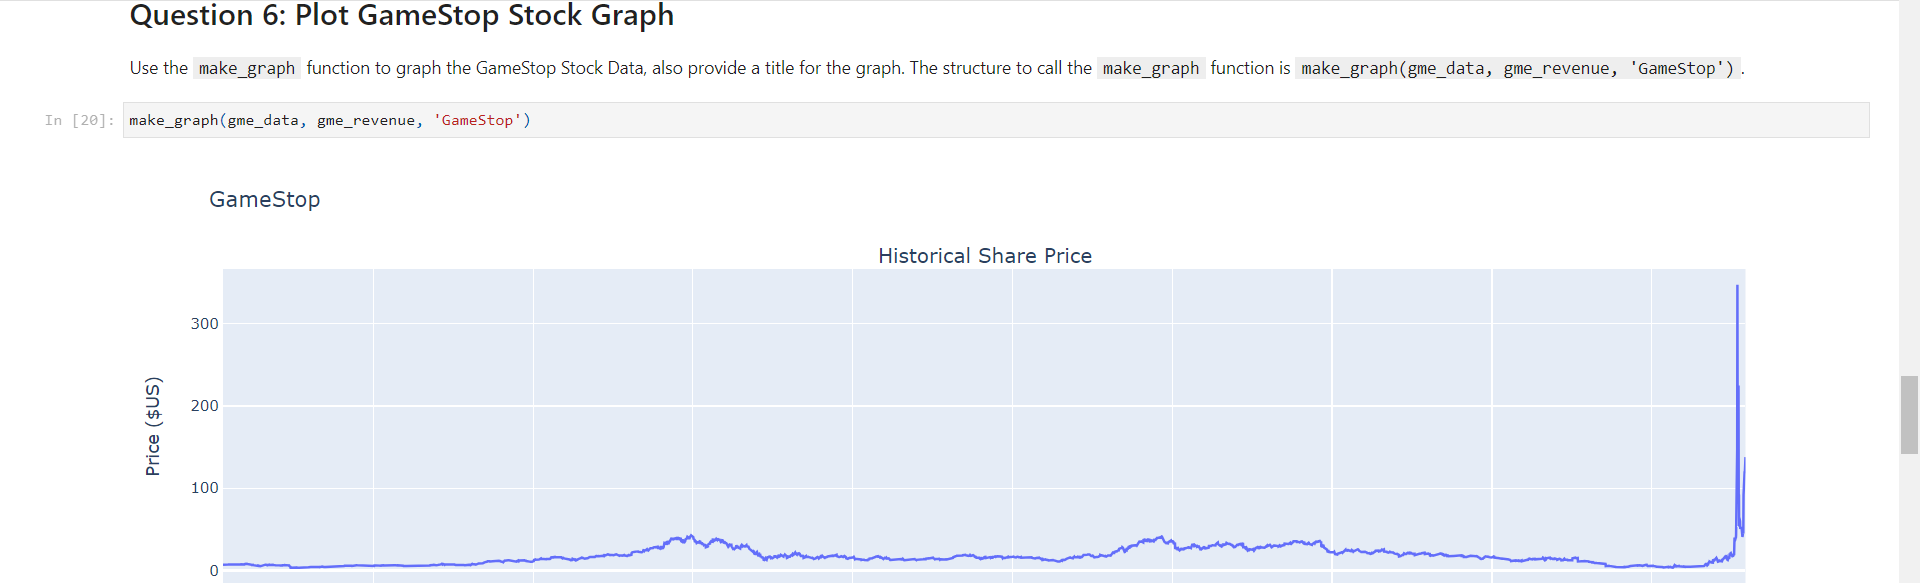 Question 6: Plot GameStop Stock Graph
Use the make_graph function to graph the GameStop Stock Data, also provide a title for the graph. The structure to call the make_graph function is make_graph(gme_data, gme_revenue, 'GameStop') .
In [20]: make_graph(gme_data, gme_revenue, 'GameStop')
GameStop
Historical Share Price
300
200
100
0
Price ($US)